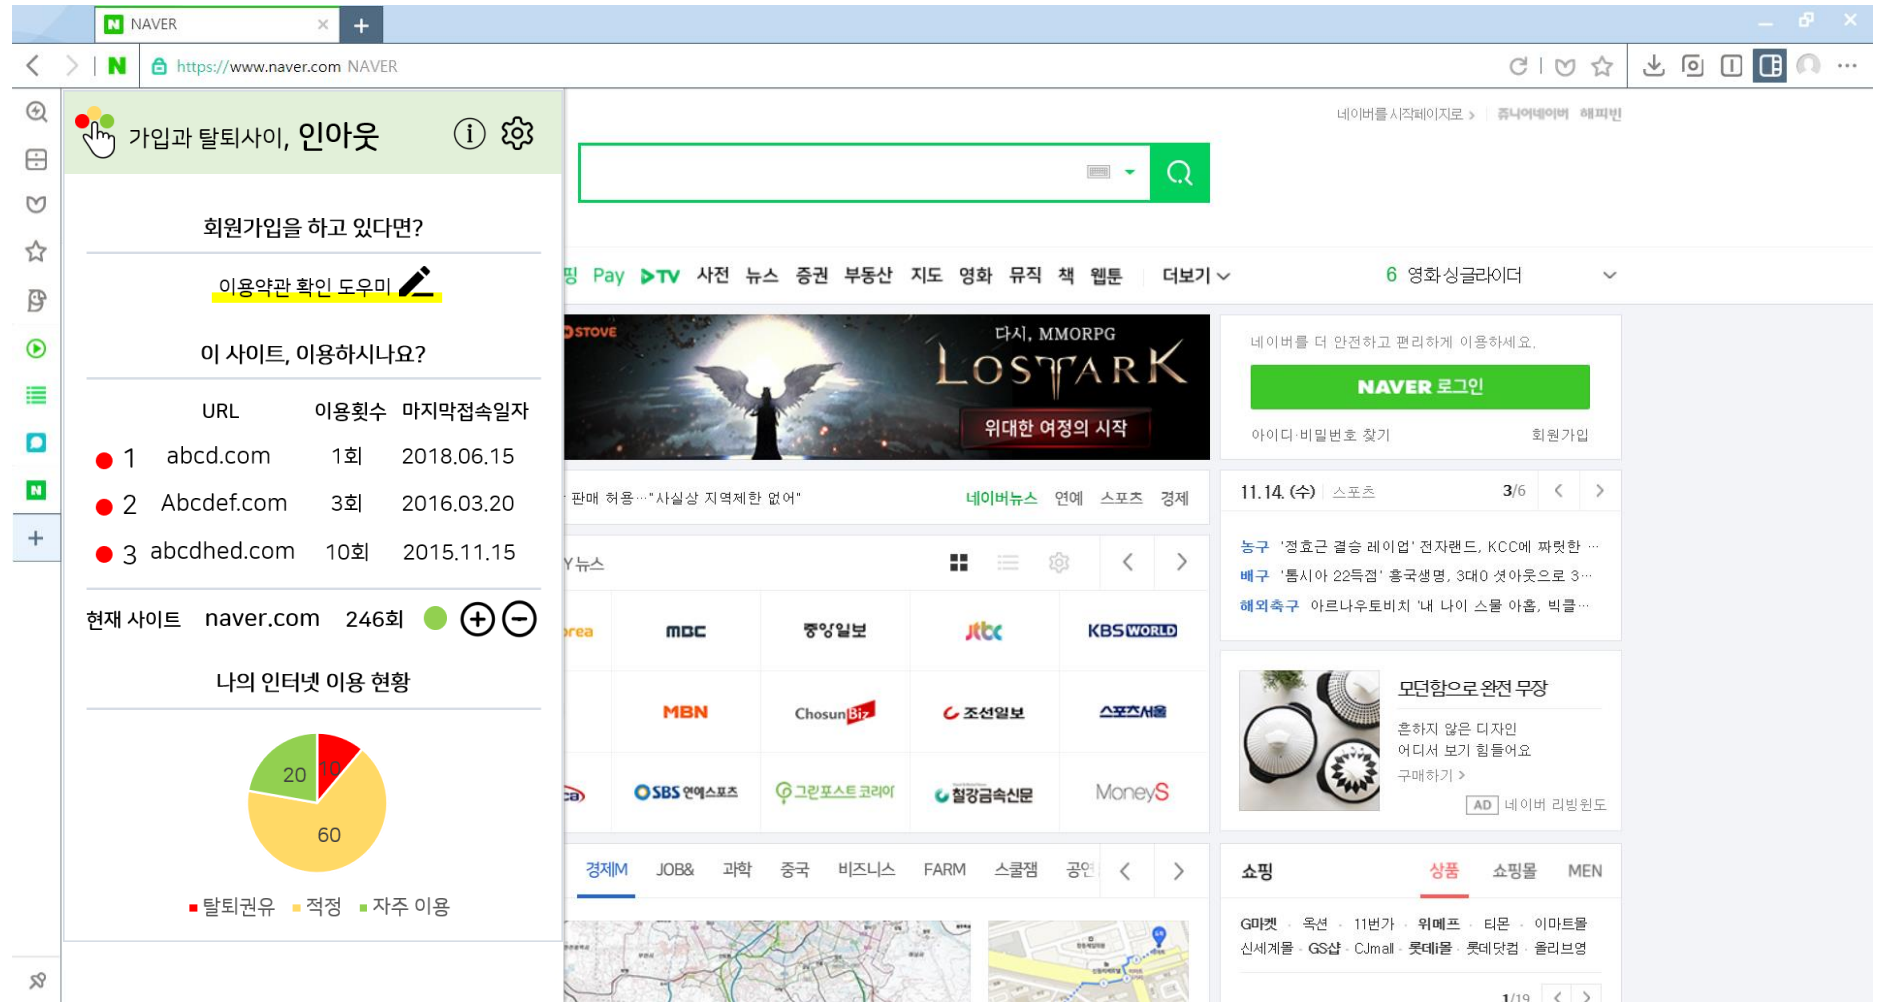 NAVER
https://www.naver.com NAVER
가입과 탈퇴사이, 인아웃
회원가입을 하고 있다면?
이용약관 확인 도우미
이 사이트, 이용하시나요?
URL 이용횟수 마지막접속일자
1 abcd.com 1회 2018.06.15
2 Abcdef.com 3회 2016.03.20
3 abcdhed.com 10회 2015.11.15
현재 사이트 naver.com 246회
나의 인터넷 이용 현황
20 10
60
탈퇴권유 적정 자주 이용
네이버를 시작페이지로 쥬니어네이버 해피빈
핑 Pay TV 사전 뉴스 증권 부동산 지도 영화 뮤직 책 웹툰 더보기
6 영화 싱글라이더
STOVE
다시, MMORPG
LOSTARK
위대한 여정의 시작
네이버를 더 안전하고 편리하게 이용하세요.
NAVER 로그인
아이디·비밀번호 찾기 회원가입
판매 허용…"사실상 지역제한 없어" 네이버뉴스 연예 스포츠 경제
11.14. (수) 스포츠 3/6
농구 '정효근 결승 레이업' 전자랜드, KCC에 짜릿한 …
배구 '톰시아 22득점' 흥국생명, 3대0 셧아웃으로 3…
해외축구 아르나우토비치 '내 나이 스물 아홉, 빅클…
Y뉴스
orea MBC 중앙일보 jtbc KBS WORLD
MBN ChosunBiz 조선일보 스포츠서울
ca) SBS 연예스포츠 그린포스트코리아 철강금속신문 MoneyS
모던함으로 완전 무장
흔하지 않은 디자인
어디서 보기 힘들어요
구매하기 >
AD 네이버 리빙윈도
경제M JOB& 과학 중국 비즈니스 FARM 스쿨잼 공연
쇼핑 상품 쇼핑몰 MEN
G마켓 · 옥션 · 11번가 · 위메프 · 티몬 · 이마트몰
신세계몰 · GS샵 · CJmall · 롯데i몰 · 롯데닷컴 · 올리브영
1/19